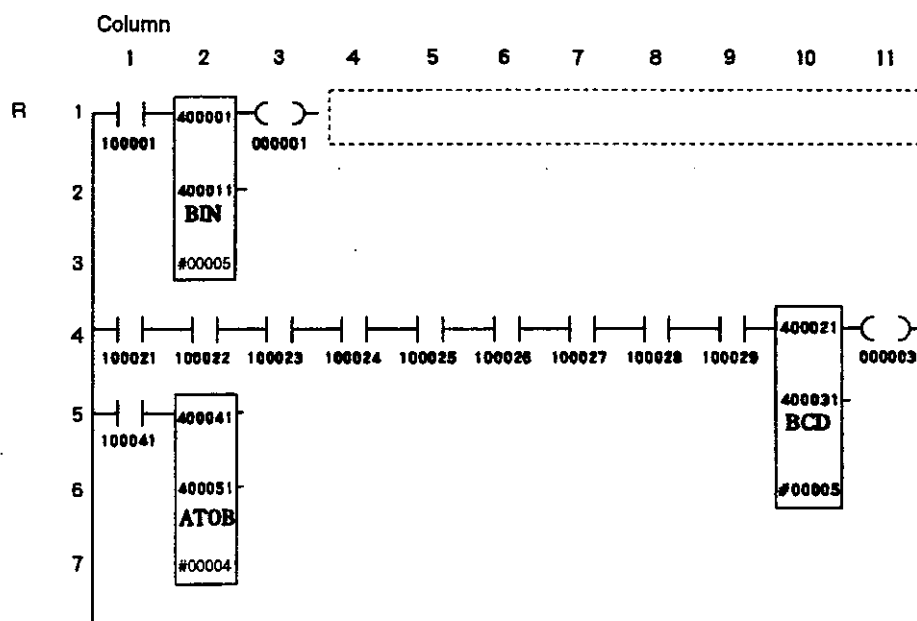 Column
1 2 3 4 5 6 7 8 9 10 11
R 1 400001
100001 000001
2 400011
BIN
3 #00005
4 400021
100021 100022 100023 100024 100025 100026 100027 100028 100029 000003
5 400041 400031
100041 BCD
6 400051 #00005
ATOB
7 #00004